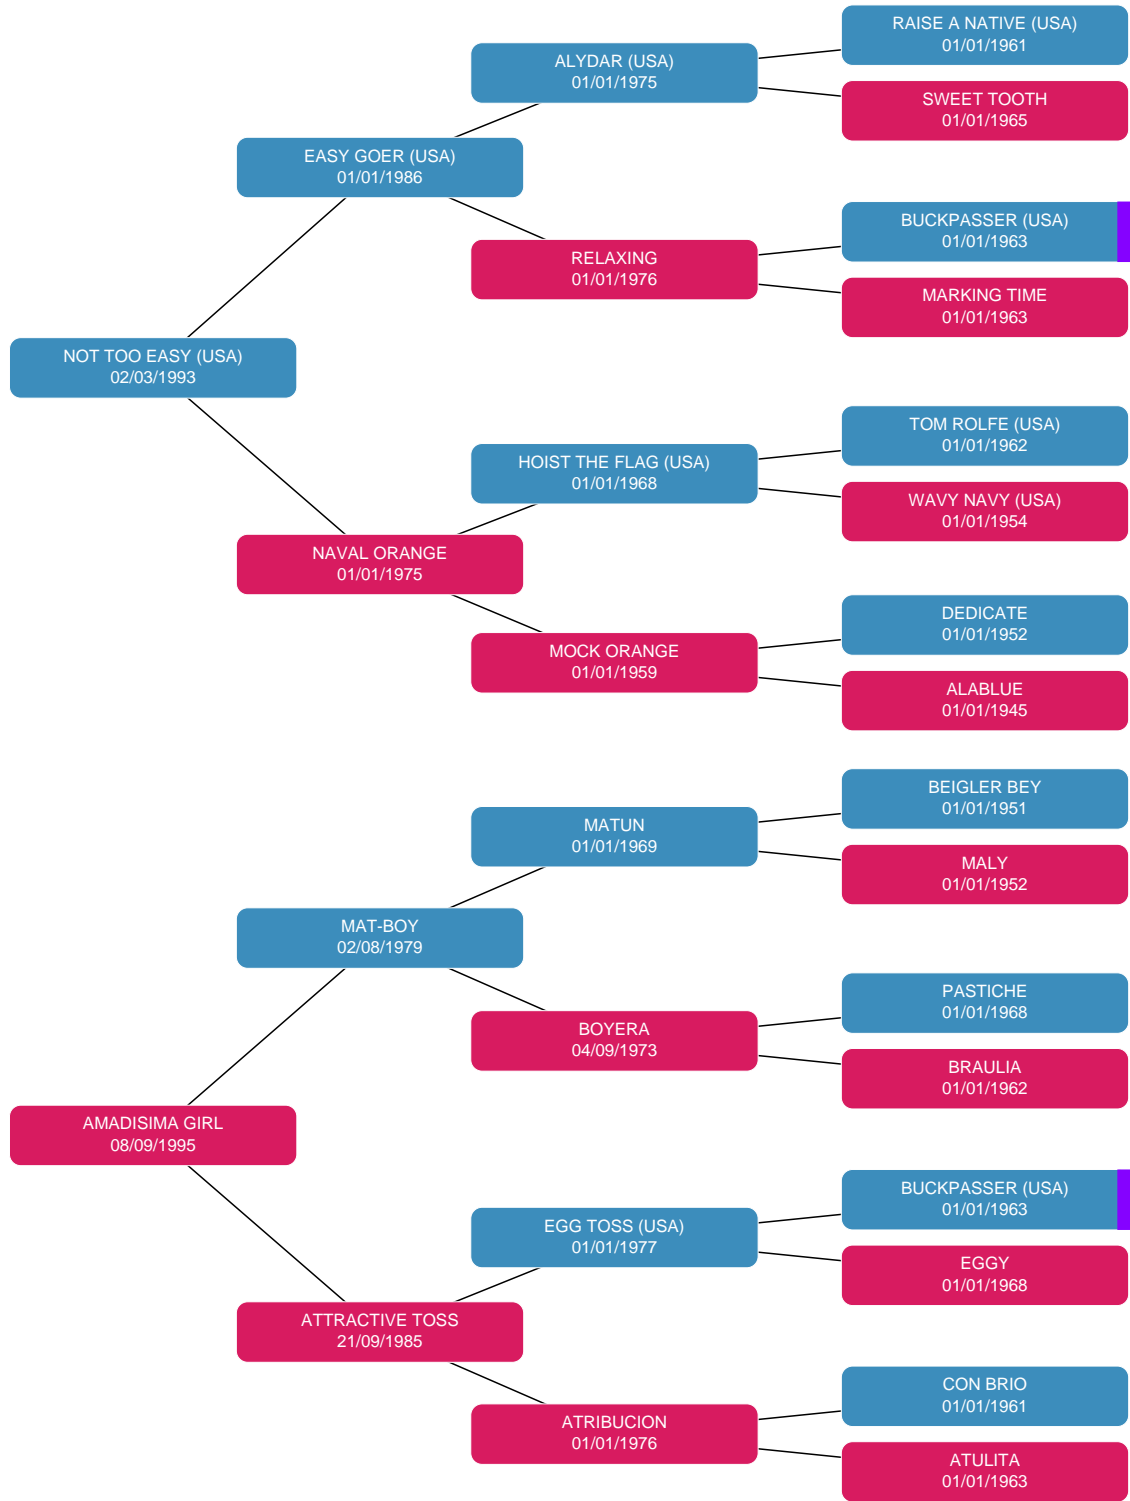 RAISE A NATIVE (USA)
01/01/1961
ALYDAR (USA)
01/01/1975
SWEET TOOTH
01/01/1965
EASY GOER (USA)
01/01/1986
BUCKPASSER (USA)
01/01/1963
RELAXING
01/01/1976
MARKING TIME
01/01/1963
NOT TOO EASY (USA)
02/03/1993
TOM ROLFE (USA)
01/01/1962
HOIST THE FLAG (USA)
01/01/1968
WAVY NAVY (USA)
01/01/1954
NAVAL ORANGE
01/01/1975
DEDICATE
01/01/1952
MOCK ORANGE
01/01/1959
ALABLUE
01/01/1945
BEIGLER BEY
01/01/1951
MATUN
01/01/1969
MALY
01/01/1952
MAT-BOY
02/08/1979
PASTICHE
01/01/1968
BOYERA
04/09/1973
BRAULIA
01/01/1962
AMADISIMA GIRL
08/09/1995
BUCKPASSER (USA)
01/01/1963
EGG TOSS (USA)
01/01/1977
EGGY
01/01/1968
ATTRACTIVE TOSS
21/09/1985
CON BRIO
01/01/1961
ATRIBUCION
01/01/1976
ATULITA
01/01/1963